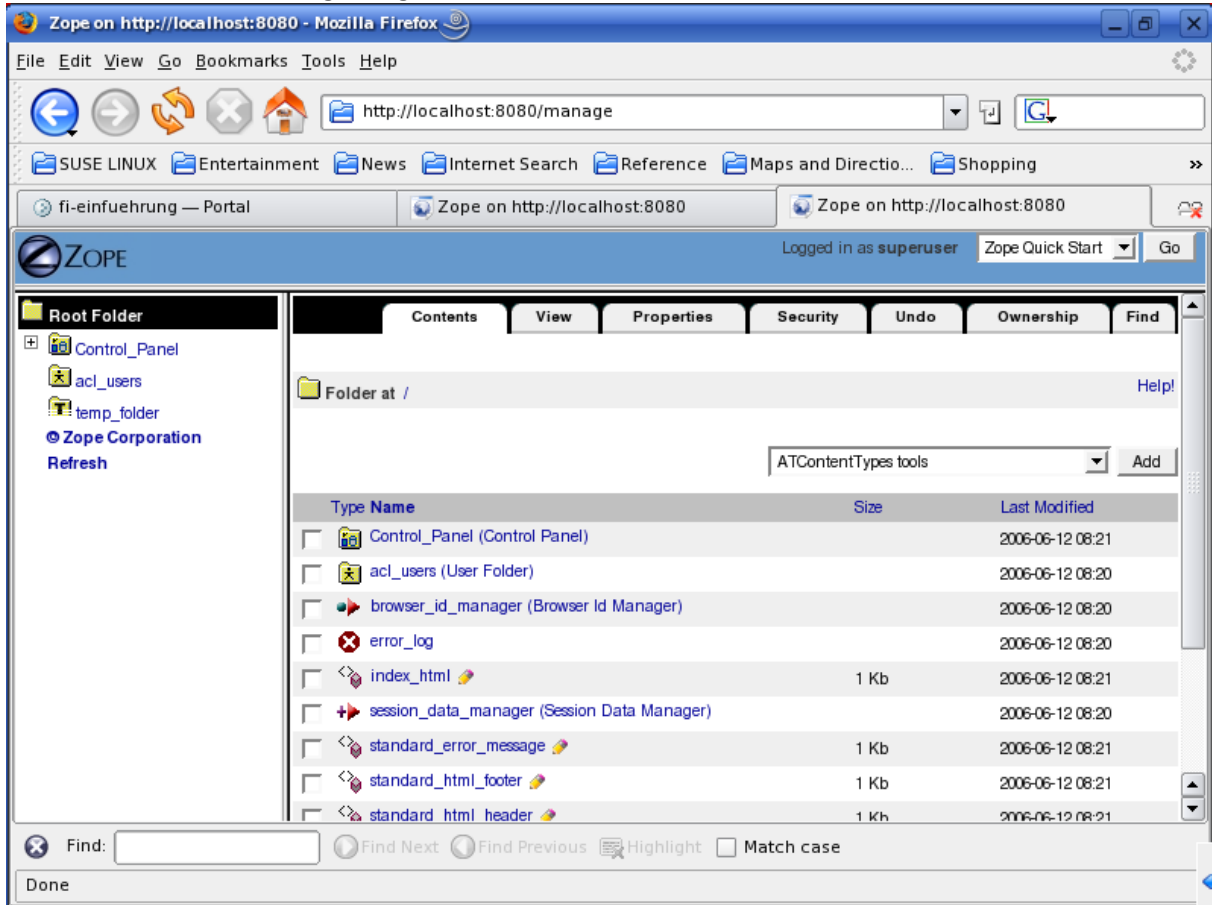 Zope on http://localhost:8080 - Mozilla Firefox
File Edit View Go Bookmarks Tools Help
http://localhost:8080/manage
G
SUSE LINUX Entertainment News Internet Search Reference Maps and Directio... Shopping »
fi-einfuehrung — Portal Zope on http://localhost:8080 Zope on http://localhost:8080
ZOPE Logged in as superuser Zope Quick Start Go
Root Folder
Control_Panel
acl_users
temp_folder
© Zope Corporation
Refresh
Contents View Properties Security Undo Ownership Find
Folder at / Help!
ATContentTypes tools Add
Type Name Size Last Modified
Control_Panel (Control Panel) 2006-06-12 08:21
acl_users (User Folder) 2006-06-12 08:20
browser_id_manager (Browser Id Manager) 2006-06-12 08:20
error_log 2006-06-12 08:20
index_html 1 Kb 2006-06-12 08:21
session_data_manager (Session Data Manager) 2006-06-12 08:20
standard_error_message 1 Kb 2006-06-12 08:21
standard_html_footer 1 Kb 2006-06-12 08:21
standard_html_header 1 Kb 2006-06-12 08:21
Find: Find Next Find Previous Highlight Match case
Done